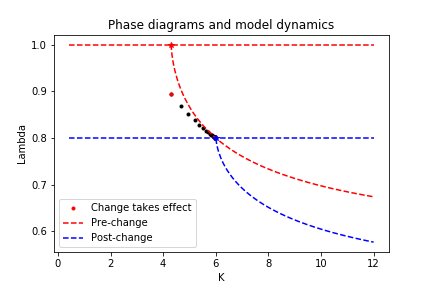 Phase diagrams and model dynamics
1.0
0.9
0.8
0.7
0.6
Lambda
Change takes effect
Pre-change
Post-change
0
2
4
6
8
10
12
K